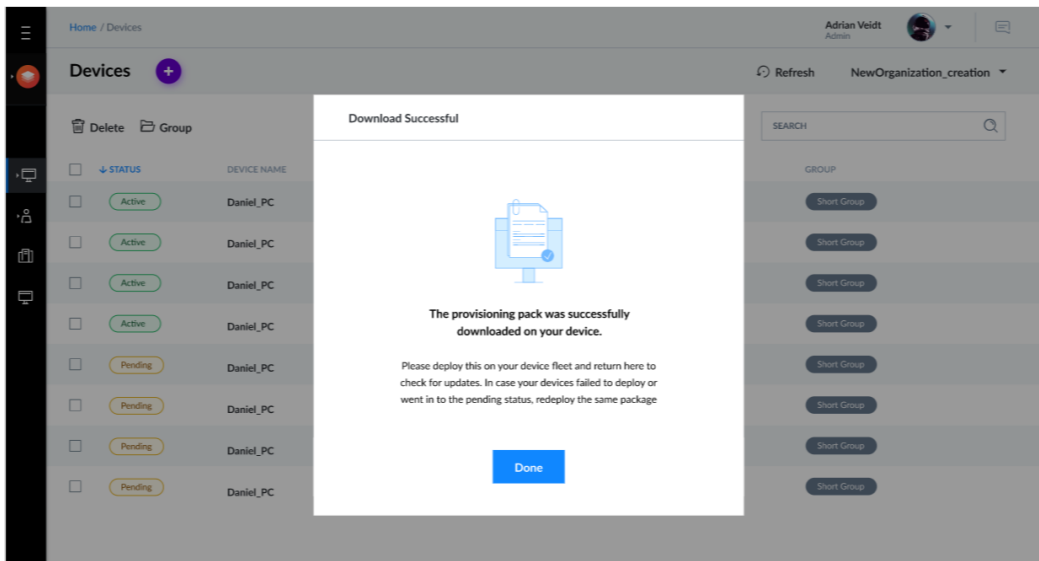 Home / Devices
Adrian Veidt
Admin
Devices
Refresh
NewOrganization_creation
Delete
Group
Download Successful
SEARCH
STATUS
DEVICE NAME
GROUP
Active
Daniel_PC
Short Group
Active
Daniel_PC
Short Group
Active
Daniel_PC
Short Group
Active
Daniel_PC
Short Group
Pending
Daniel_PC
Short Group
Pending
Daniel_PC
Short Group
Pending
Daniel_PC
Short Group
Pending
Daniel_PC
Short Group
The provisioning pack was successfully
downloaded on your device.
Please deploy this on your device fleet and return here to
check for updates. In case your devices failed to deploy or
went in to the pending status, redeploy the same package
Done